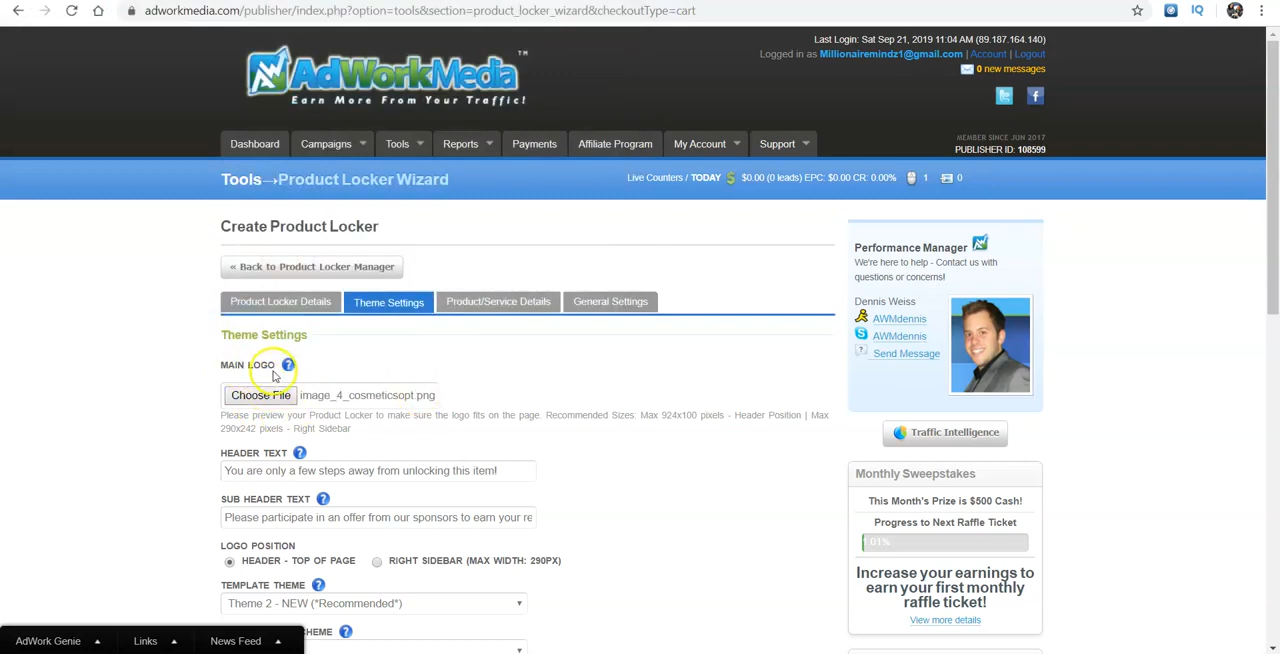 adworkmedia.com/publisher/index.php?option=tools&section=product_locker_wizard&checkoutType=cart
IQ
Last Login: Sat Sep 21, 2019 11:04 AM (89.187.164.140)
Logged in as Millionairemindz1@gmail.com | Account | Logout
0 new messages
AdWorkMedia™
Earn More From Your Traffic!
MEMBER SINCE JUN 2017
PUBLISHER ID: 108599
Dashboard Campaigns Tools Reports Payments Affiliate Program My Account Support
Tools→Product Locker Wizard
Live Counters / TODAY $ $0.00 (0 leads) EPC: $0.00 CR: 0.00% 1 0
Create Product Locker
« Back to Product Locker Manager
Product Locker Details Theme Settings Product/Service Details General Settings
Theme Settings
MAIN LOGO ?
Choose File image_4_cosmeticsopt.png
Please preview your Product Locker to make sure the logo fits on the page. Recommended Sizes: Max 924x100 pixels - Header Position | Max
290x242 pixels - Right Sidebar
HEADER TEXT ?
You are only a few steps away from unlocking this item!
SUB HEADER TEXT ?
Please participate in an offer from our sponsors to earn your re
LOGO POSITION
HEADER - TOP OF PAGE RIGHT SIDEBAR (MAX WIDTH: 290PX)
TEMPLATE THEME ?
Theme 2 - NEW (*Recommended*)
HEME ?
Performance Manager
We're here to help - Contact us with
questions or concerns!
Dennis Weiss
AWMdennis
AWMdennis
Send Message
Traffic Intelligence
Monthly Sweepstakes
This Month's Prize is $500 Cash!
Progress to Next Raffle Ticket
.01%
Increase your earnings to
earn your first monthly
raffle ticket!
View more details
AdWork Genie Links News Feed